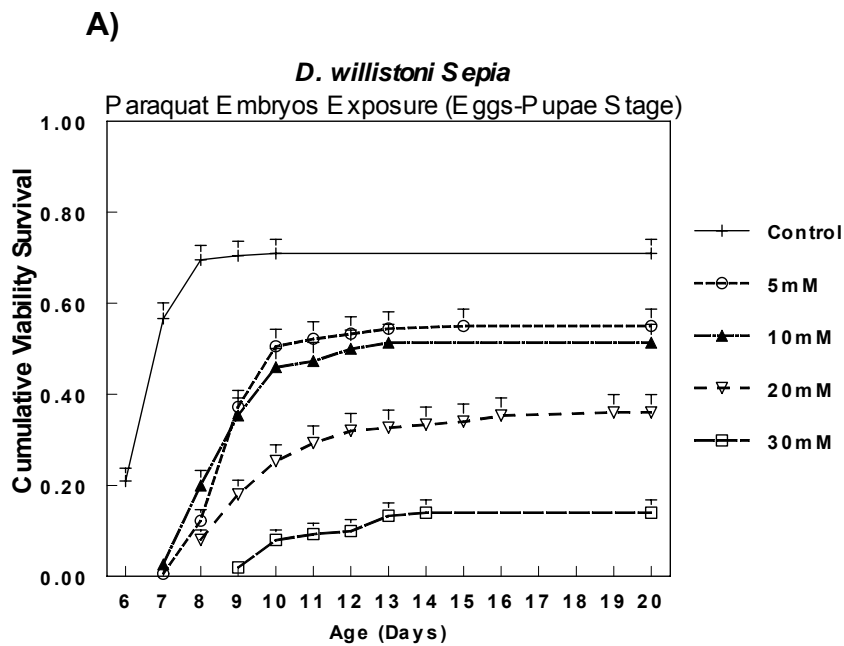 A)
D. willistoni Sepia
Paraquat Embryos Exposure (Eggs-Pupae Stage)
Cumulative Viability Survival
1.00
0.80
0.60
0.40
0.20
0.00
6 7 8 9 10 11 12 13 14 15 16 17 18 19 20
Age (Days)
Control
5mM
10mM
20mM
30mM